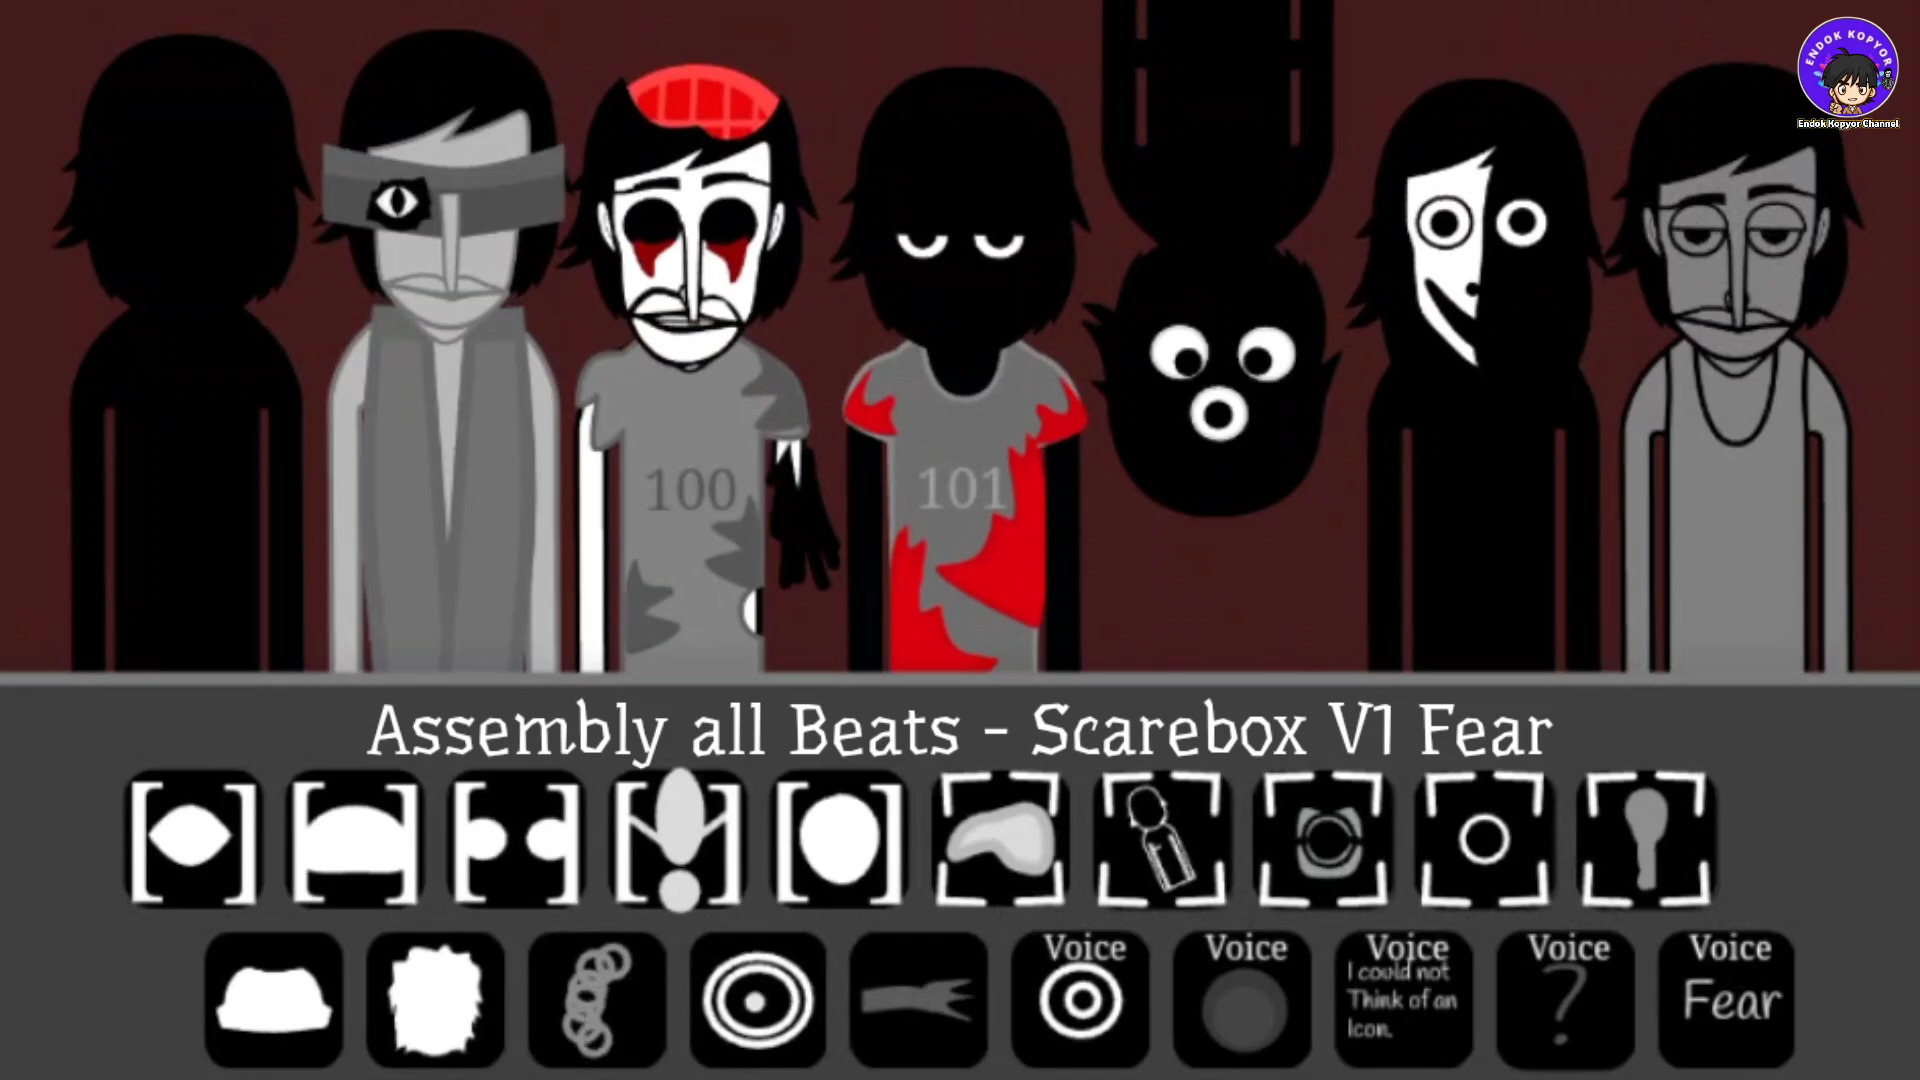 ENDOK KOPYOR
Endok Kopyor Channel
100
101
Assembly all Beats - Scarebox V1 Fear
Voice
Voice
Voice
I could not
Think of an
Icon.
Voice
?
Voice
Fear